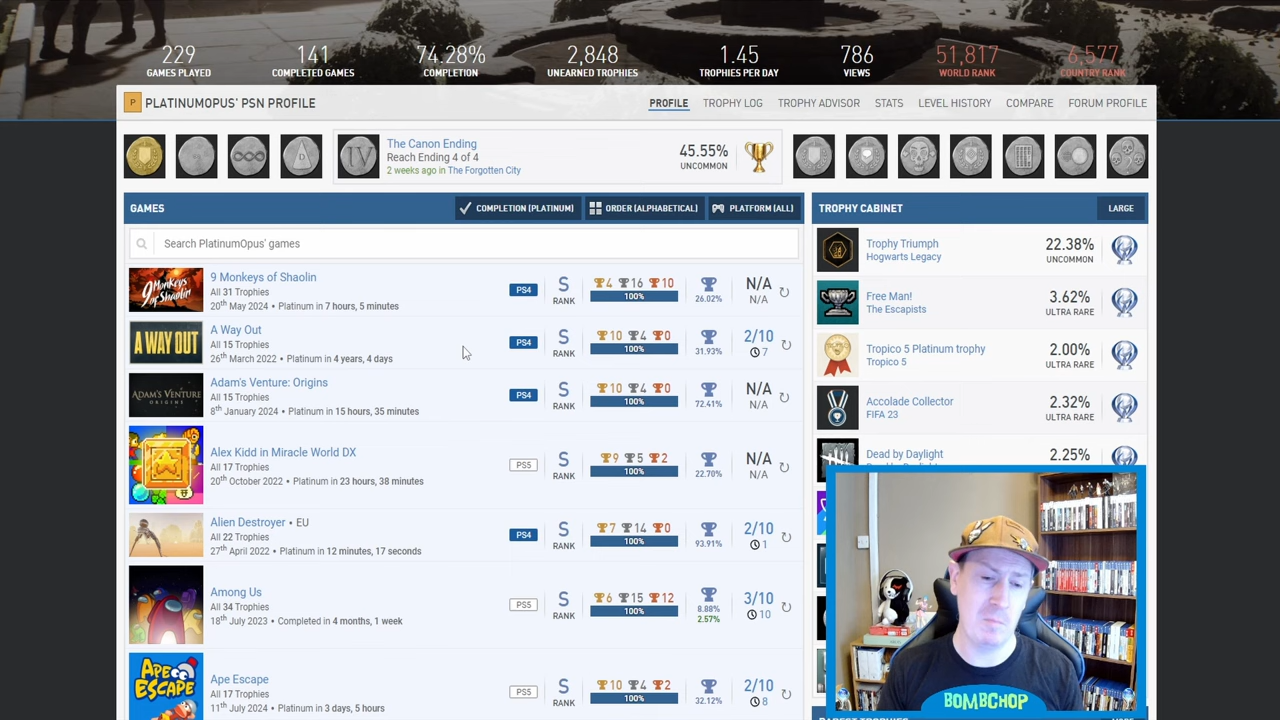 229 141 74.28% 2,848 1.45 786 51,817 6,577
GAMES PLAYED COMPLETED GAMES COMPLETION UNEARNED TROPHIES TROPHIES PER DAY VIEWS WORLD RANK COUNTRY RANK
P PLATINUMOPUS' PSN PROFILE PROFILE TROPHY LOG TROPHY ADVISOR STATS LEVEL HISTORY COMPARE FORUM PROFILE
The Canon Ending
Reach Ending 4 of 4
2 weeks ago in The Forgotten City
45.55%
UNCOMMON
GAMES COMPLETION (PLATINUM) ORDER (ALPHABETICAL) PLATFORM (ALL)
Search PlatinumOpus' games
9 Monkeys of Shaolin
All 31 Trophies
20th May 2024 • Platinum in 7 hours, 5 minutes
PS4 S RANK 4 16 10 100% 26.02% N/A N/A
A WAY OUT
A Way Out
All 15 Trophies
26th March 2022 • Platinum in 4 years, 4 days
PS4 S RANK 10 4 0 100% 31.93% 2/10 7
ADAM'S VENTURE
ORIGINS
Adam's Venture: Origins
All 15 Trophies
8th January 2024 • Platinum in 15 hours, 35 minutes
PS4 S RANK 10 4 0 100% 72.41% N/A N/A
Alex Kidd in Miracle World DX
All 17 Trophies
20th October 2022 • Platinum in 23 hours, 38 minutes
PS5 S RANK 9 5 2 100% 22.70% N/A N/A
Alien Destroyer • EU
All 22 Trophies
27th April 2022 • Platinum in 12 minutes, 17 seconds
PS4 S RANK 7 14 0 100% 93.91% 2/10 1
Among Us
All 34 Trophies
18th July 2023 • Completed in 4 months, 1 week
PS5 S RANK 6 15 12 100% 8.88% 2.57% 3/10 10
APE
ESCAPE
Ape Escape
All 17 Trophies
11th July 2024 • Platinum in 3 days, 5 hours
PS5 S RANK 10 4 2 100% 32.12% 2/10 8
TROPHY CABINET LARGE
Trophy Triumph
Hogwarts Legacy
22.38%
UNCOMMON
Free Man!
The Escapists
3.62%
ULTRA RARE
Tropico 5 Platinum trophy
Tropico 5
2.00%
ULTRA RARE
Accolade Collector
FIFA 23
2.32%
ULTRA RARE
Dead by Daylight
2.25%
BOMBCHOP